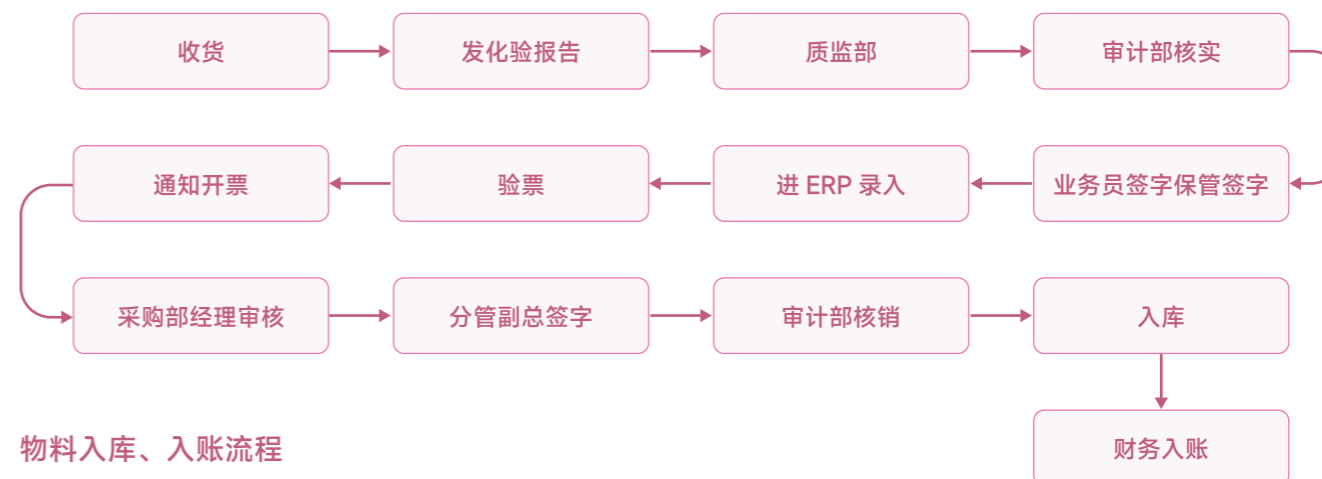 收货
发化验报告
质监部
审计部核实
通知开票
验票
进 ERP 录入
业务员签字保管签字
采购部经理审核
分管副总签字
审计部核销
入库
物料入库、入账流程
财务入账